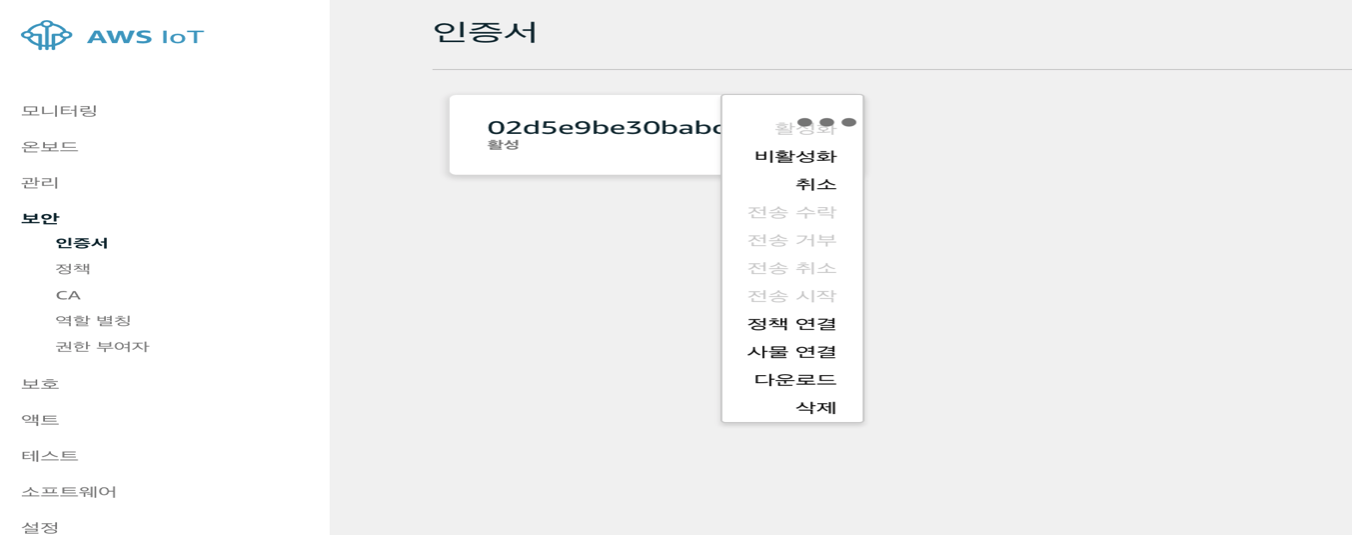 AWS IoT
모니터링
온보드
관리
보안
인증서
정책
CA
역할 별칭
권한 부여자
보호
액트
테스트
소프트웨어
설정
인증서
02d5e9be30babc
활성
활성화
비활성화
취소
전송 수락
전송 거부
전송 취소
전송 시작
정책 연결
사물 연결
다운로드
삭제